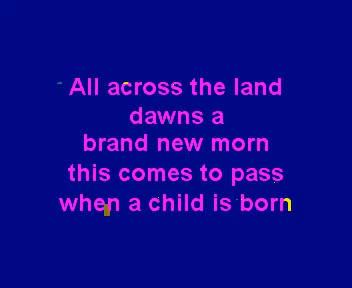 All across the land
dawns a
brand new morn
this comes to pass
when a child is born